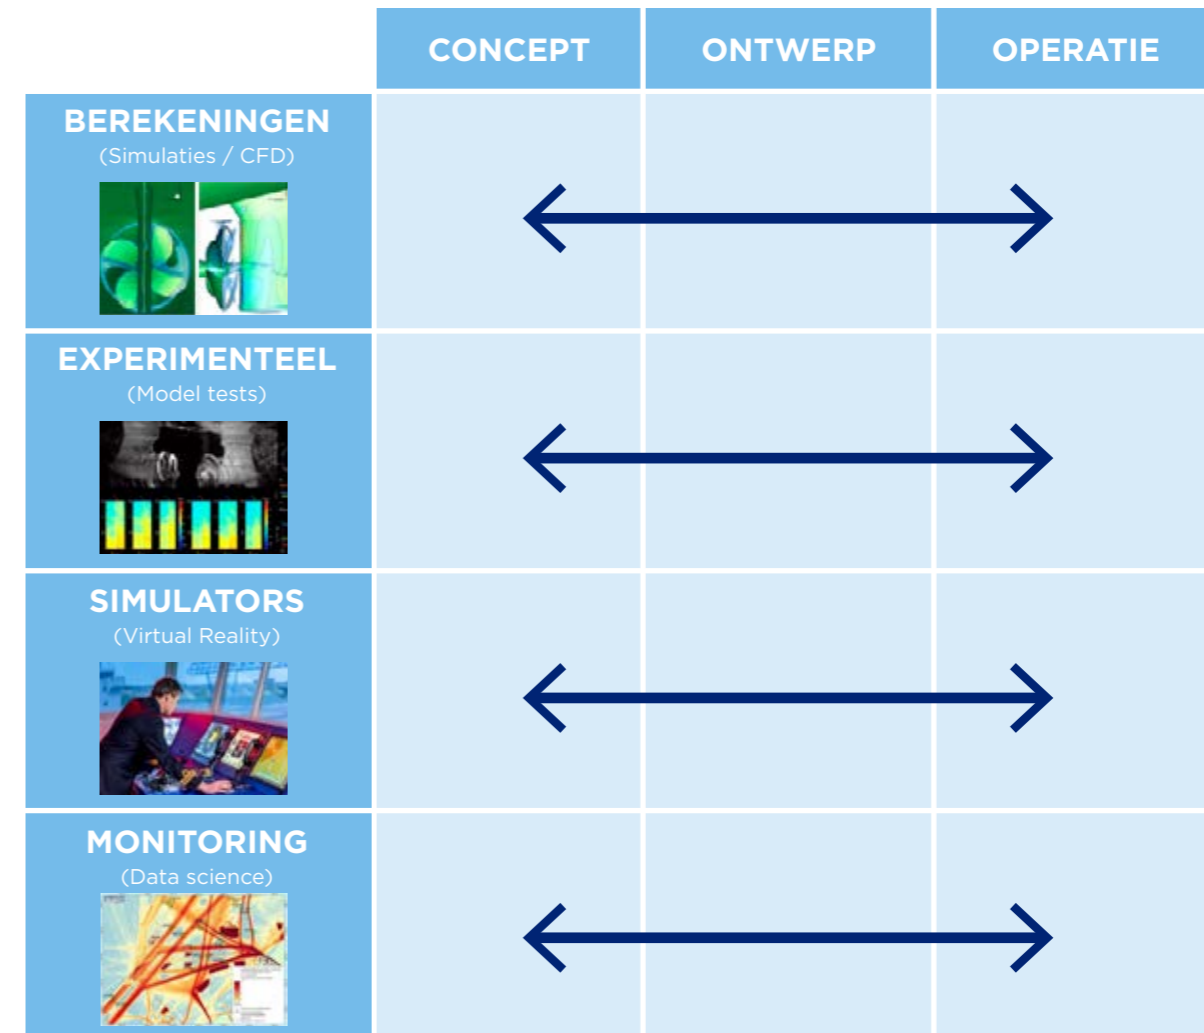 CONCEPT ONTWERP OPERATIE
BEREKENINGEN
(Simulaties / CFD)
EXPERIMENTEEL
(Model tests)
SIMULATORS
(Virtual Reality)
MONITORING
(Data science)